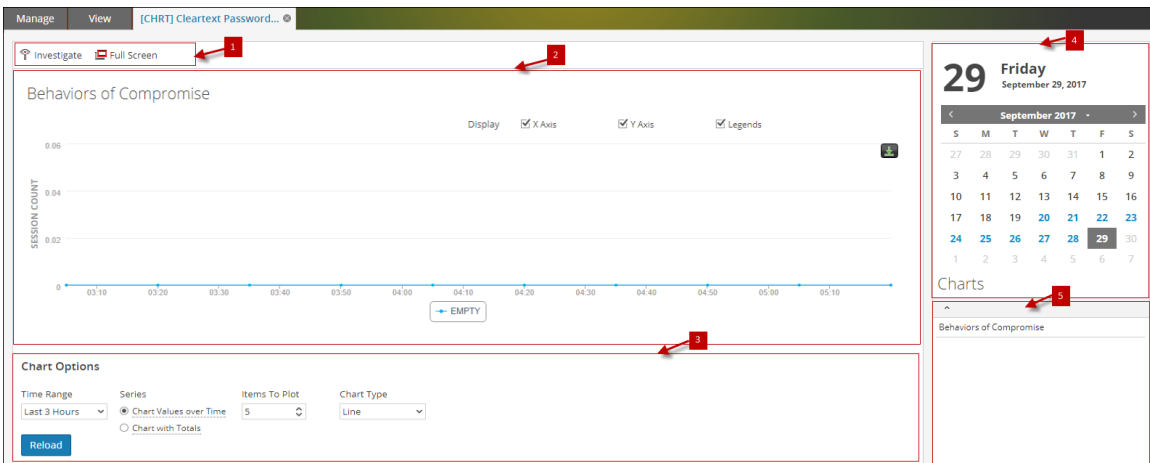 Manage View [CHRT] Cleartext Password...
Investigate Full Screen
1
2
Behaviors of Compromise
Display X Axis Y Axis Legends
SESSION COUNT
0.06
0.04
0.02
0
03:10 03:20 03:30 03:40 03:50 04:00 04:10 04:20 04:30 04:40 04:50 05:00 05:10
EMPTY
3
Chart Options
Time Range Series Items To Plot Chart Type
Last 3 Hours Chart Values over Time 5 Line
Chart with Totals
Reload
4
29 Friday
September 29, 2017
September 2017
S M T W T F S
27 28 29 30 31 1 2
3 4 5 6 7 8 9
10 11 12 13 14 15 16
17 18 19 20 21 22 23
24 25 26 27 28 29 30
1 2 3 4 5 6 7
Charts
5
Behaviors of Compromise